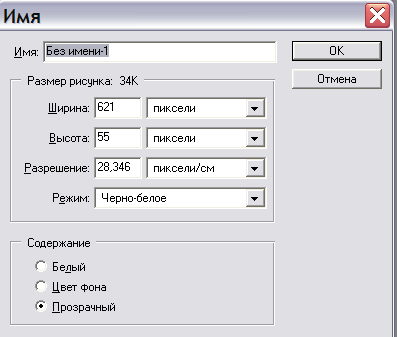 Имя
Имя: Без имени-1
OK
Размер рисунка: 34K
Отмена
Ширина: 621 пиксели
Высота: 55 пиксели
Разрешение: 28,346 пиксели/см
Режим: Черно-белое
Содержание
Белый
Цвет фона
Прозрачный